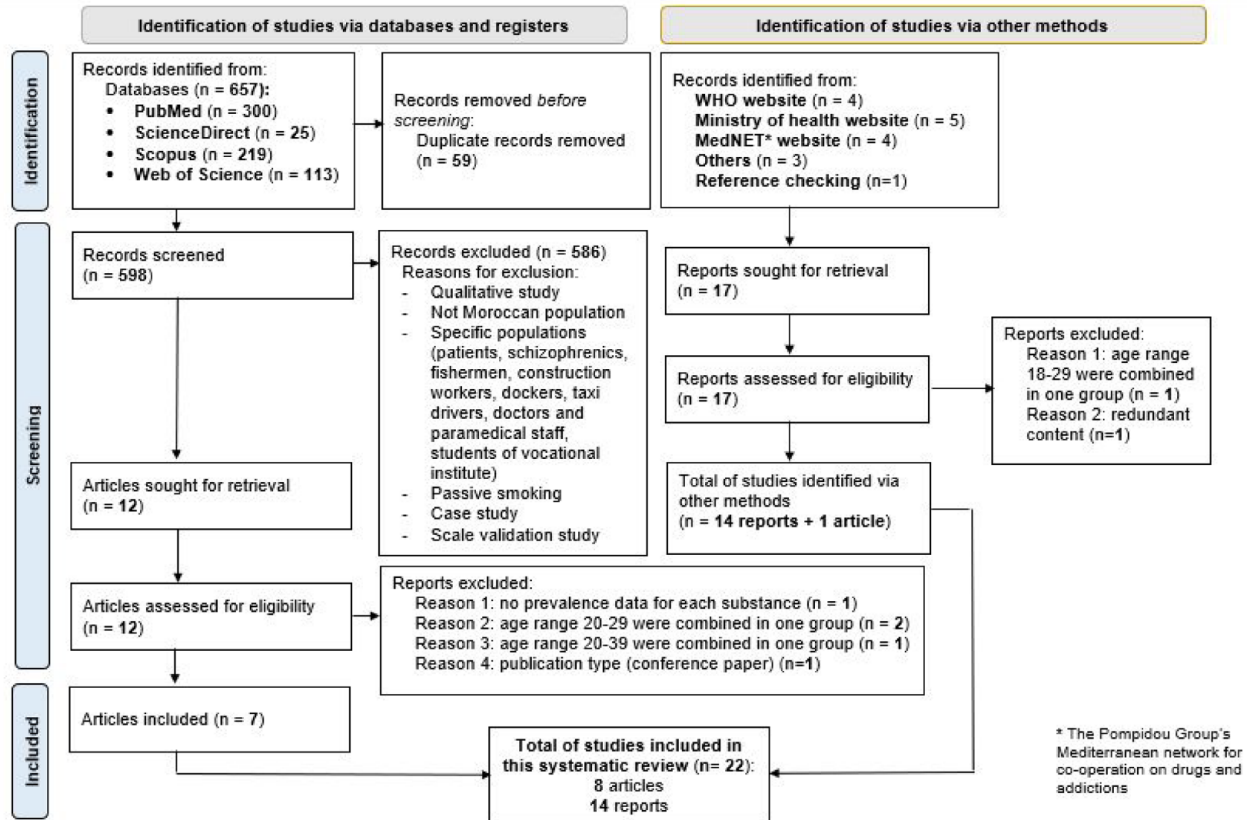 Identification of studies via databases and registers
Identification of studies via other methods
Identification
Records identified from:
Databases (n = 657):
• PubMed (n = 300)
• ScienceDirect (n = 25)
• Scopus (n = 219)
• Web of Science (n = 113)
Records removed before
screening:
Duplicate records removed
(n = 59)
Records identified from:
WHO website (n = 4)
Ministry of health website (n = 5)
MedNET* website (n = 4)
Others (n = 3)
Reference checking (n=1)
Screening
Records screened
(n = 598)
Records excluded (n = 586)
Reasons for exclusion:
- Qualitative study
- Not Moroccan population
- Specific populations
(patients, schizophrenics,
fishermen, construction
workers, dockers, taxi
drivers, doctors and
paramedical staff,
students of vocational
institute)
- Passive smoking
- Case study
- Scale validation study
Reports sought for retrieval
(n = 17)
Reports assessed for eligibility
(n = 17)
Reports excluded:
Reason 1: age range
18-29 were combined
in one group (n = 1)
Reason 2: redundant
content (n=1)
Articles sought for retrieval
(n = 12)
Total of studies identified via
other methods
(n = 14 reports + 1 article)
Articles assessed for eligibility
(n = 12)
Reports excluded:
Reason 1: no prevalence data for each substance (n = 1)
Reason 2: age range 20-29 were combined in one group (n = 2)
Reason 3: age range 20-39 were combined in one group (n = 1)
Reason 4: publication type (conference paper) (n=1)
Included
Articles included (n = 7)
Total of studies included in
this systematic review (n= 22):
8 articles
14 reports
* The Pompidou Group's
Mediterranean network for
co-operation on drugs and
addictions